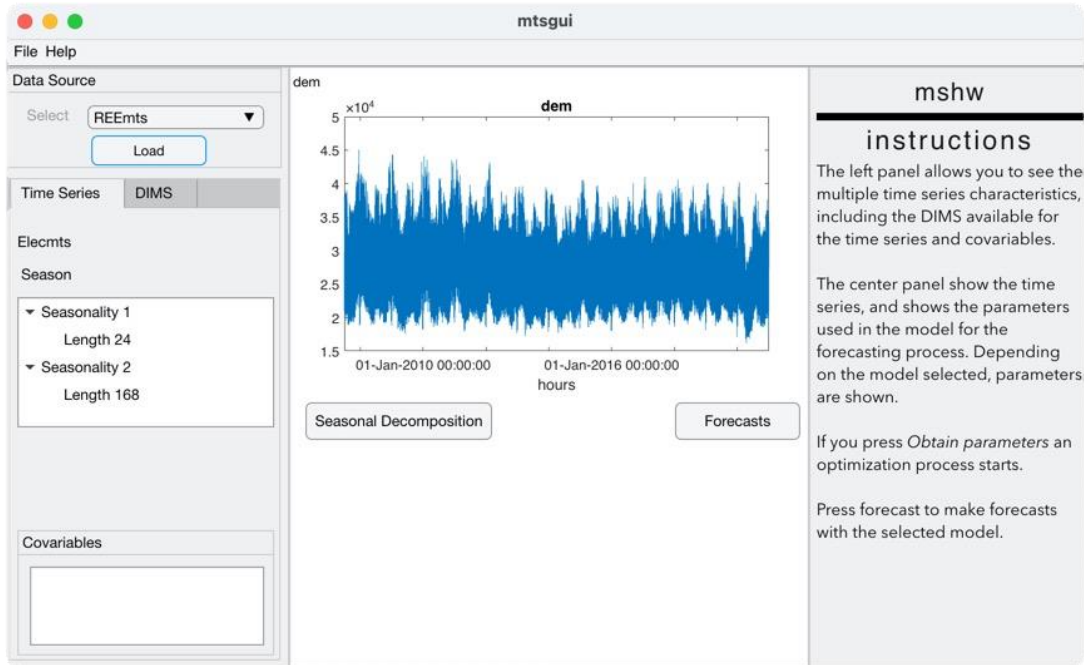 mtsgui
File Help
Data Source
Select REEmts
Load
Time Series DIMS
Elecmts
Season
Seasonality 1
Length 24
Seasonality 2
Length 168
Covariables
dem
×10⁴
dem
5
4.5
4
3.5
3
2.5
2
1.5
01-Jan-2010 00:00:00 01-Jan-2016 00:00:00
hours
Seasonal Decomposition Forecasts
mshw
instructions
The left panel allows you to see the
multiple time series characteristics,
including the DIMS available for
the time series and covariables.
The center panel show the time
series, and shows the parameters
used in the model for the
forecasting process. Depending
on the model selected, parameters
are shown.
If you press Obtain parameters an
optimization process starts.
Press forecast to make forecasts
with the selected model.